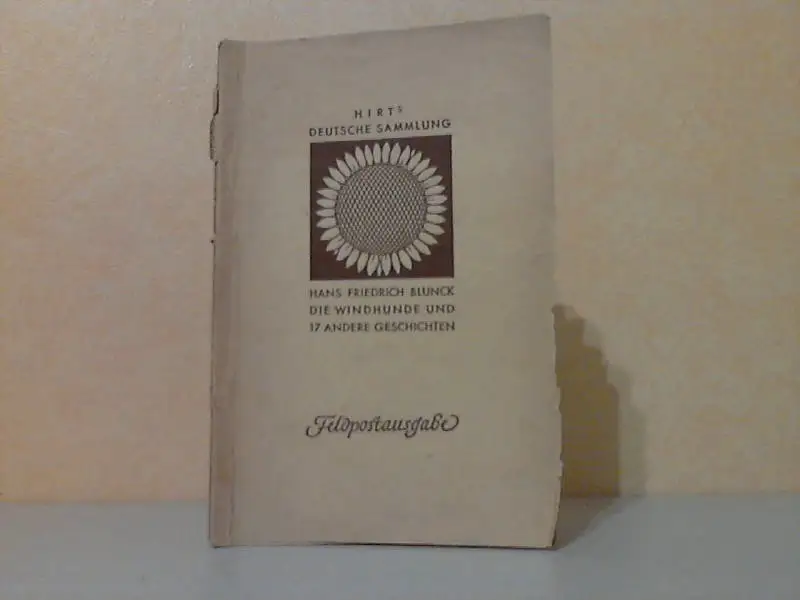 HIRTS
DEUTSCHE SAMMLUNG
HANS FRIEDRICH BLUNCK
DIE WINDHUNDE UND
17 ANDERE GESCHICHTEN
Feldpostausgabe